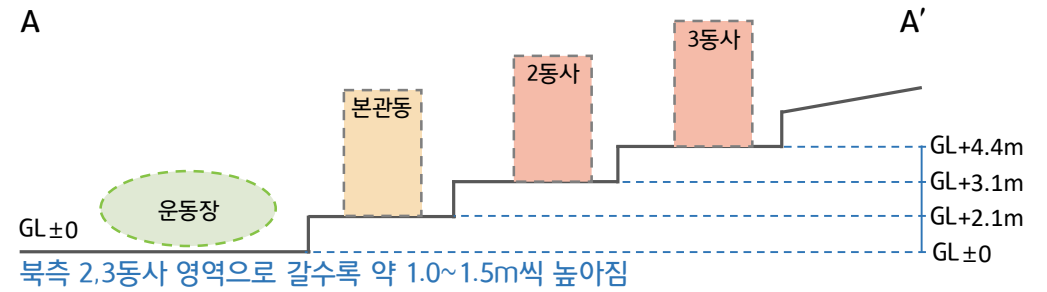 A
A′
3동사
2동사
본관동
운동장
GL±0
GL+4.4m
GL+3.1m
GL+2.1m
GL±0
북측 2,3동사 영역으로 갈수록 약 1.0~1.5m씩 높아짐